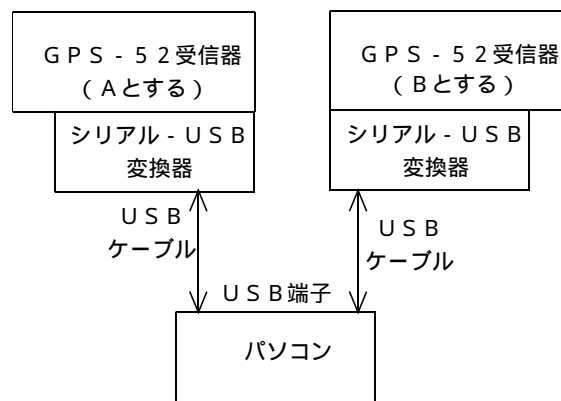 ＧＰＳ‐５２受信器
（Ａとする）
シリアル‐ＵＳＢ
変換器
ＧＰＳ‐５２受信器
（Ｂとする）
シリアル‐ＵＳＢ
変換器
ＵＳＢ
ケーブル
ＵＳＢ
ケーブル
ＵＳＢ端子
パソコン